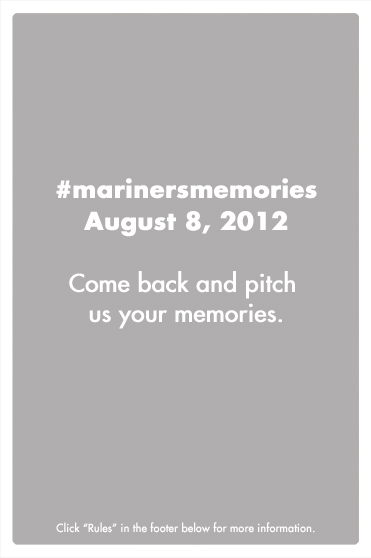 #marinersmemories
August 8, 2012
Come back and pitch
us your memories.
Click “Rules” in the footer below for more information.